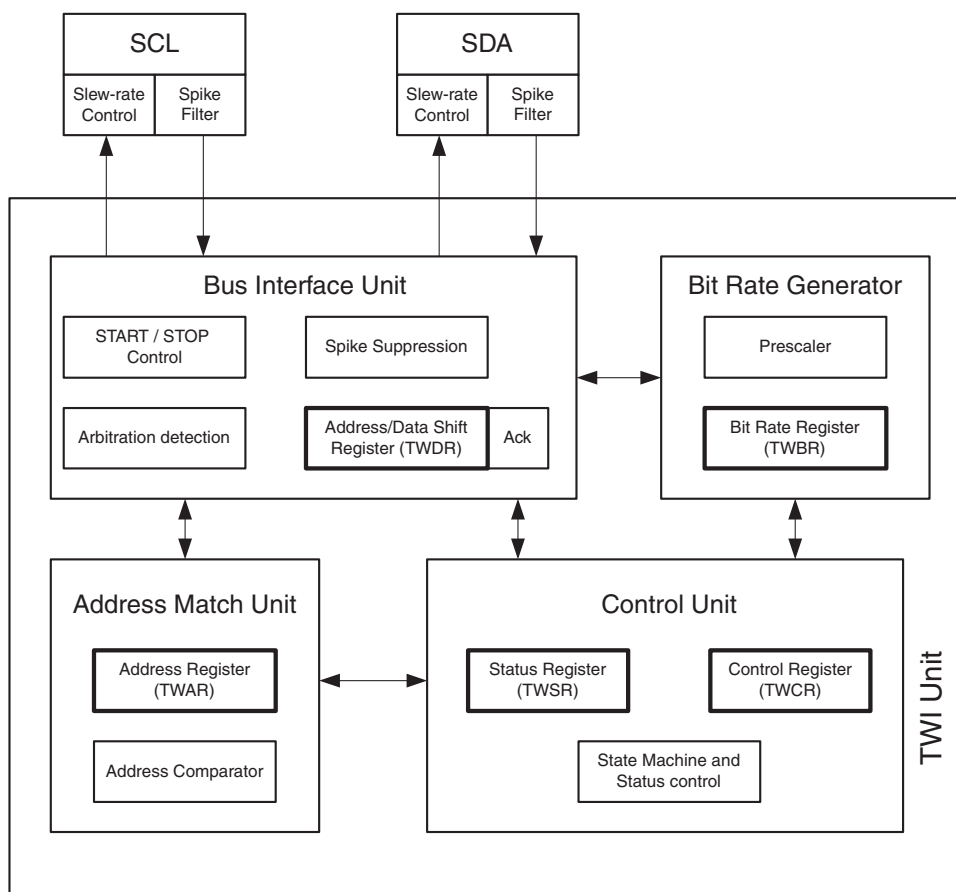 SCL
SDA
Slew-rate
Control
Spike
Filter
Slew-rate
Control
Spike
Filter
Bus Interface Unit
START / STOP
Control
Spike Suppression
Arbitration detection
Address/Data Shift
Register (TWDR)
Ack
Bit Rate Generator
Prescaler
Bit Rate Register
(TWBR)
Address Match Unit
Address Register
(TWAR)
Address Comparator
Control Unit
Status Register
(TWSR)
Control Register
(TWCR)
State Machine and
Status control
TWI Unit